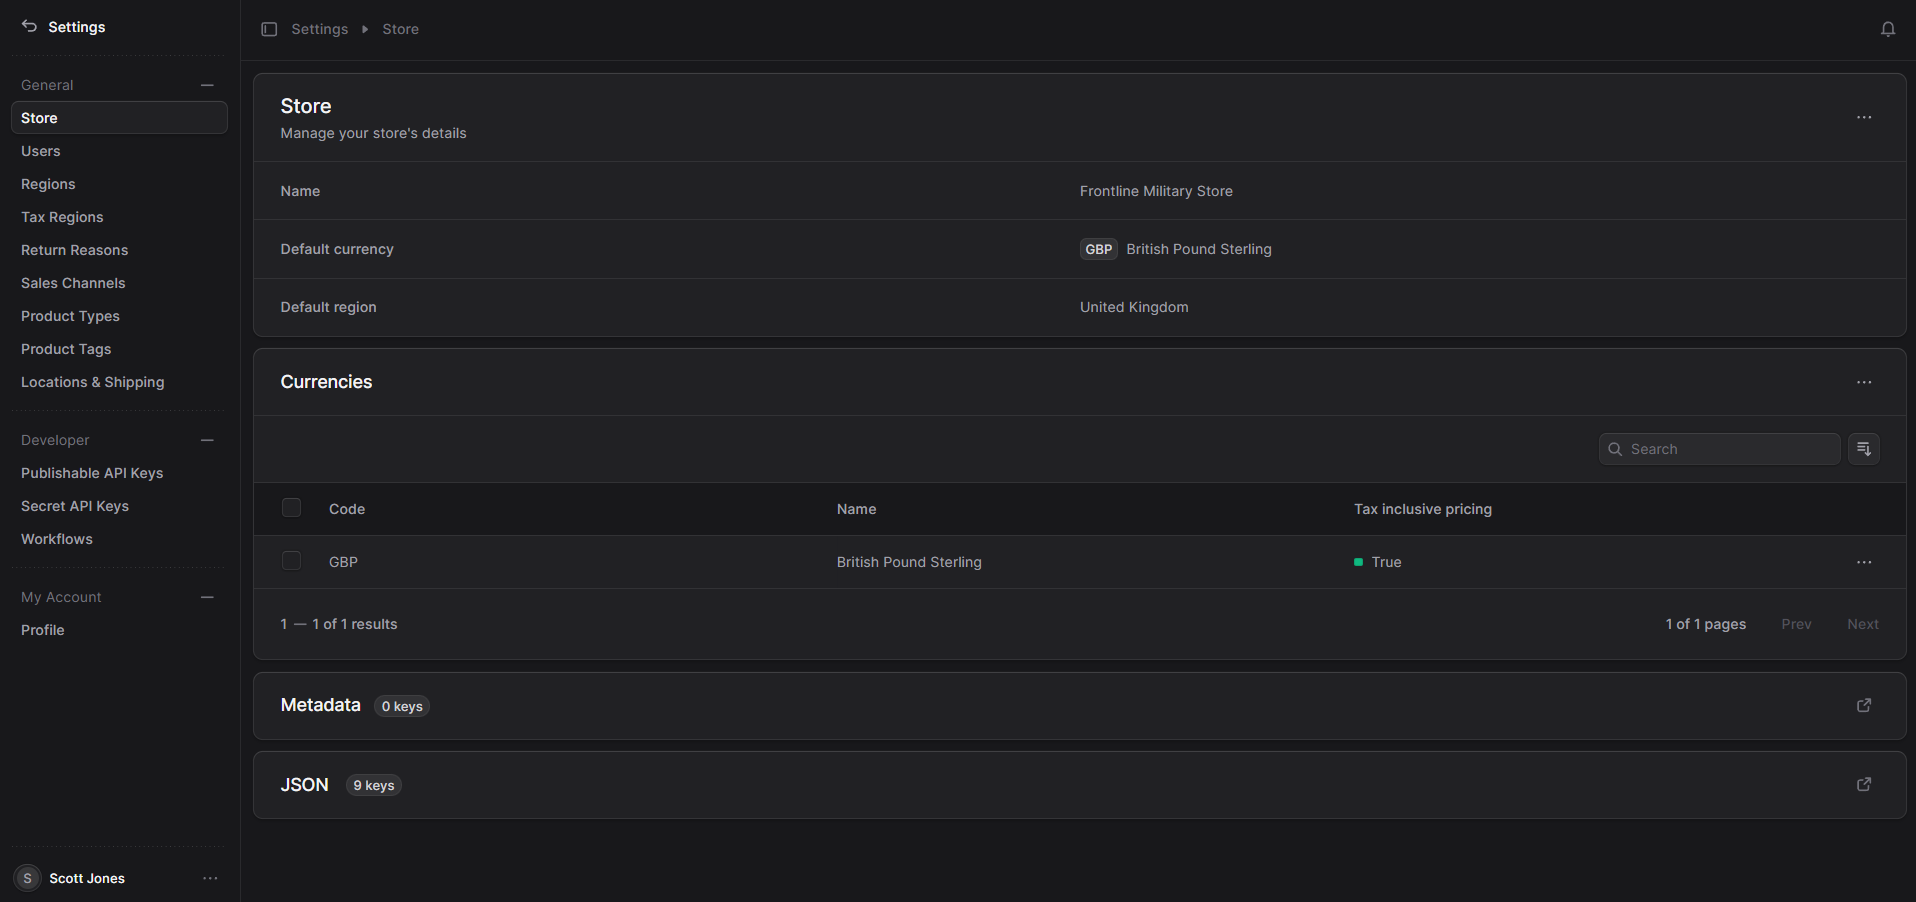 Settings
General
Store
Users
Regions
Tax Regions
Return Reasons
Sales Channels
Product Types
Product Tags
Locations & Shipping
Developer
Publishable API Keys
Secret API Keys
Workflows
My Account
Profile
S Scott Jones
Settings Store
Store
Manage your store's details
Name Frontline Military Store
Default currency GBP British Pound Sterling
Default region United Kingdom
Currencies
Search
Code Name Tax inclusive pricing
GBP British Pound Sterling True
1 — 1 of 1 results 1 of 1 pages Prev Next
Metadata 0 keys
JSON 9 keys